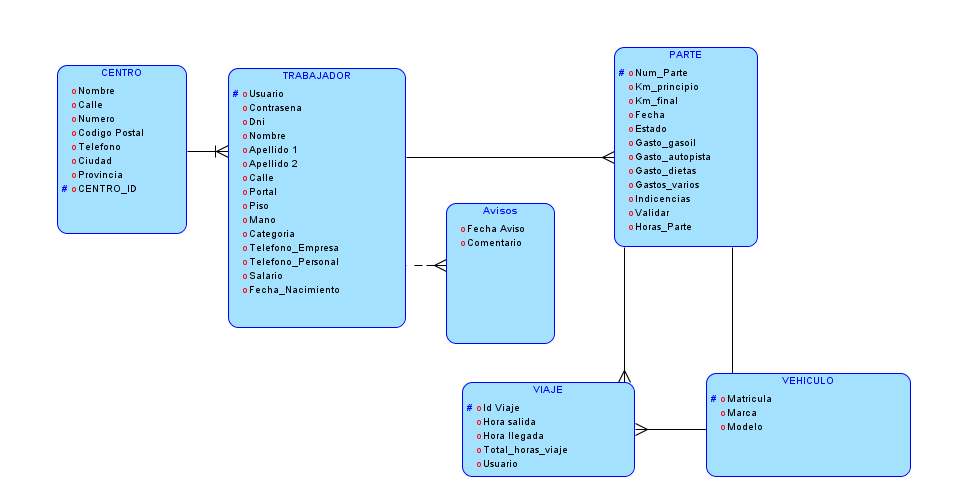 CENTRO
Nombre
Calle
Numero
Codigo Postal
Telefono
Ciudad
Provincia
# CENTRO_ID
TRABAJADOR
# Usuario
Contrasena
Dni
Nombre
Apellido 1
Apellido 2
Calle
Portal
Piso
Mano
Categoria
Telefono_Empresa
Telefono_Personal
Salario
Fecha_Nacimiento
Avisos
Fecha Aviso
Comentario
PARTE
# Num_Parte
Km_principio
Km_final
Fecha
Estado
Gasto_gasoil
Gasto_autopista
Gasto_dietas
Gastos_varios
Indicencias
Validar
Horas_Parte
VIAJE
# Id Viaje
Hora salida
Hora llegada
Total_horas_viaje
Usuario
VEHICULO
# Matricula
Marca
Modelo